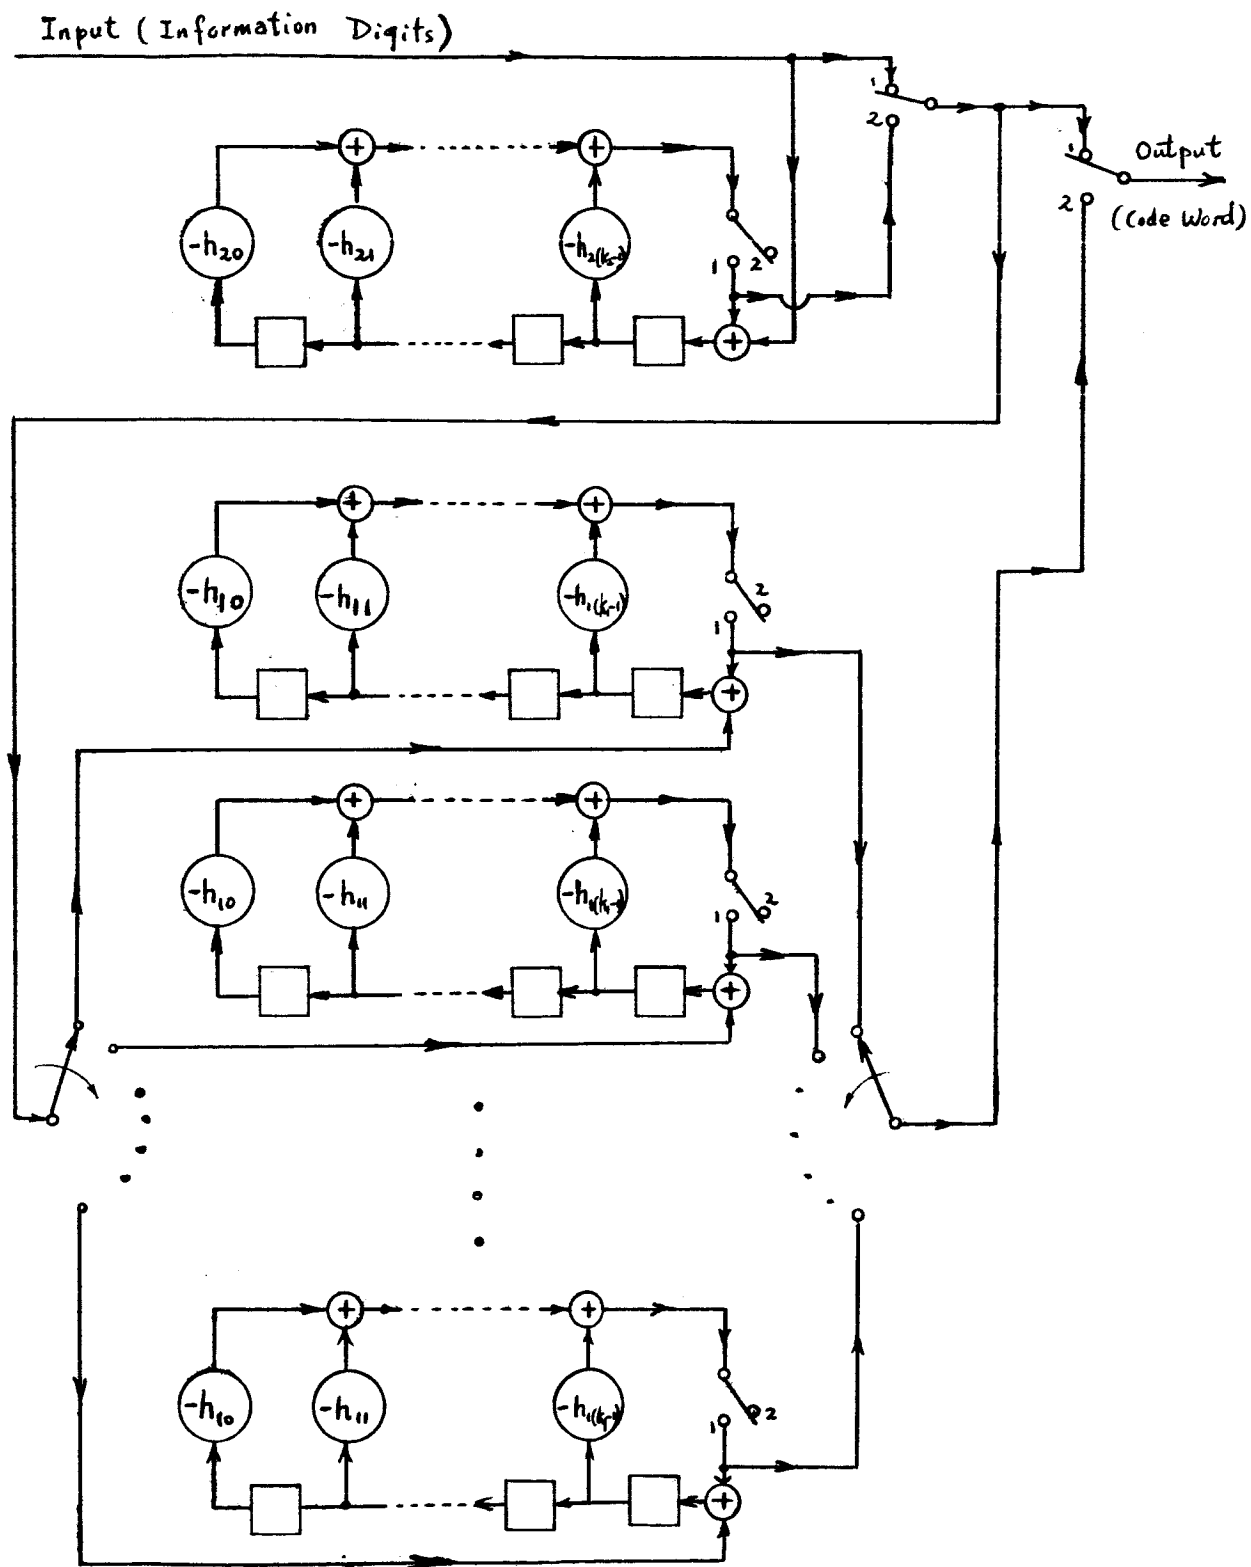 Input (Information Digits)
1
2
1
Output
2
(Code Word)
+ +
-h₂₀ -h₂₁ -h₂(k₂-1)
1 2
+
+ +
-h₁₀ -h₁₁ -h₁(k₁-1)
2
1
+
+ +
-h₁₀ -h₁₁ -h₁(k₁-1)
2
1
+
+ +
-h₁₀ -h₁₁ -h₁(k₁-1)
2
1
+